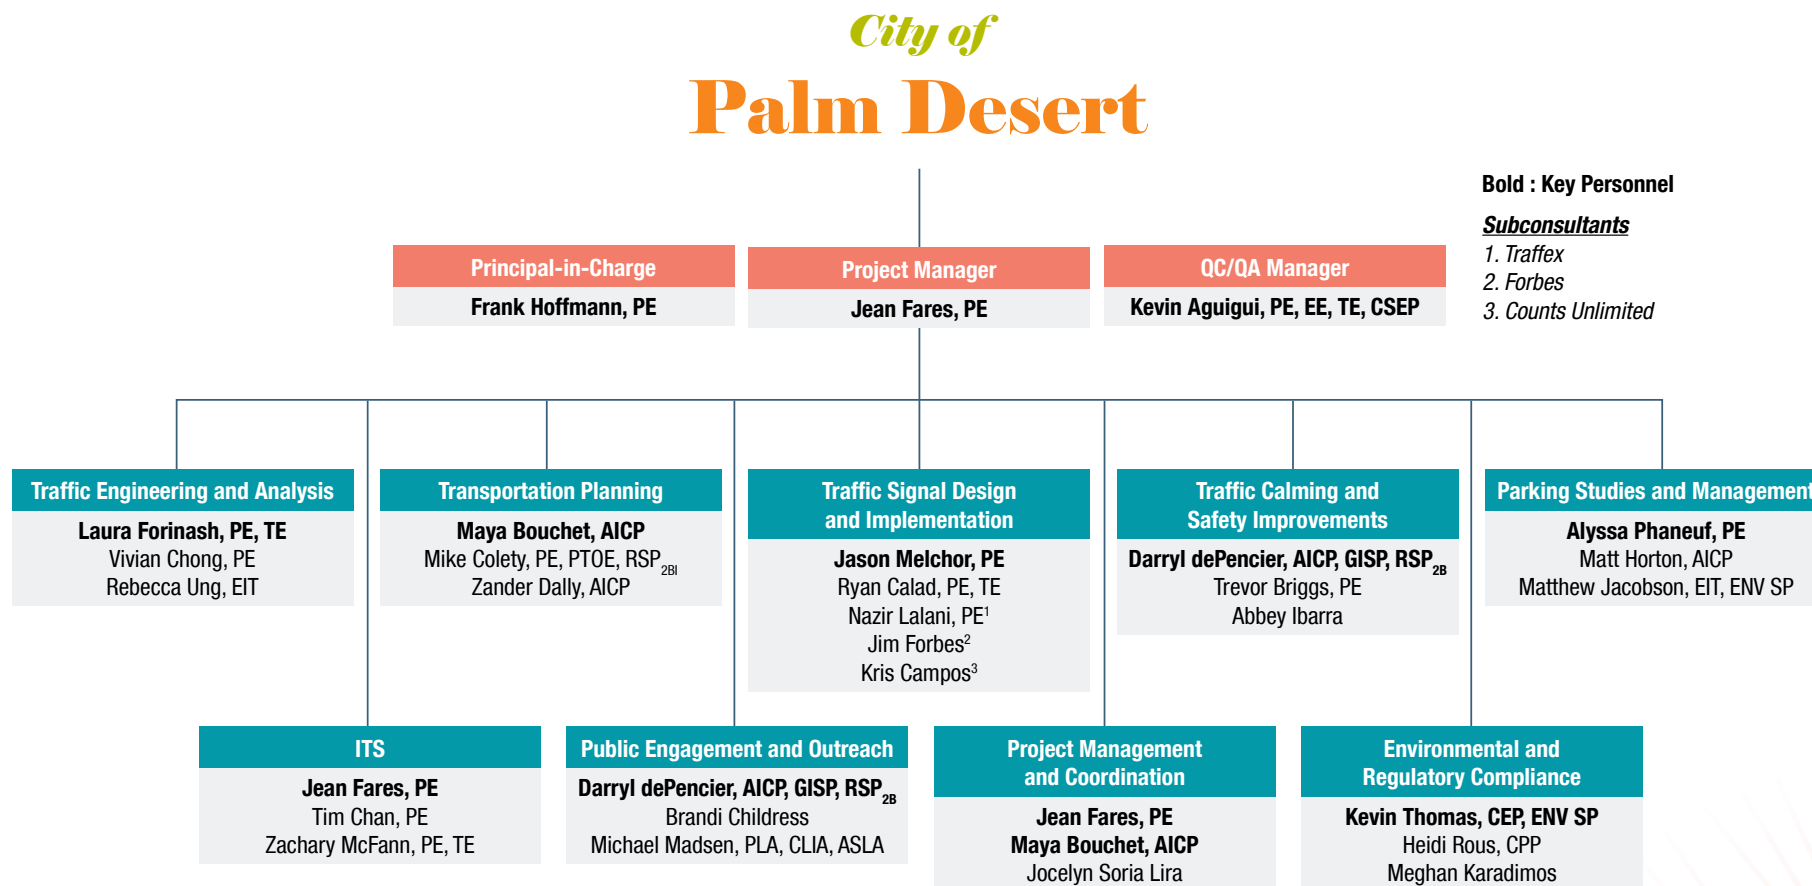 City of
Palm Desert
Bold : Key Personnel
Subconsultants
1. Traffex
2. Forbes
3. Counts Unlimited
Principal-in-Charge
Frank Hoffmann, PE
Project Manager
Jean Fares, PE
QC/QA Manager
Kevin Aguigui, PE, EE, TE, CSEP
Traffic Engineering and Analysis
Laura Forinash, PE, TE
Vivian Chong, PE
Rebecca Ung, EIT
Transportation Planning
Maya Bouchet, AICP
Mike Colety, PE, PTOE, RSP2BI
Zander Dally, AICP
Traffic Signal Design
and Implementation
Jason Melchor, PE
Ryan Calad, PE, TE
Nazir Lalani, PE1
Jim Forbes2
Kris Campos3
Traffic Calming and
Safety Improvements
Darryl dePencier, AICP, GISP, RSP2B
Trevor Briggs, PE
Abbey Ibarra
Parking Studies and Management
Alyssa Phaneuf, PE
Matt Horton, AICP
Matthew Jacobson, EIT, ENV SP
ITS
Jean Fares, PE
Tim Chan, PE
Zachary McFann, PE, TE
Public Engagement and Outreach
Darryl dePencier, AICP, GISP, RSP2B
Brandi Childress
Michael Madsen, PLA, CLIA, ASLA
Project Management
and Coordination
Jean Fares, PE
Maya Bouchet, AICP
Jocelyn Soria Lira
Environmental and
Regulatory Compliance
Kevin Thomas, CEP, ENV SP
Heidi Rous, CPP
Meghan Karadimos